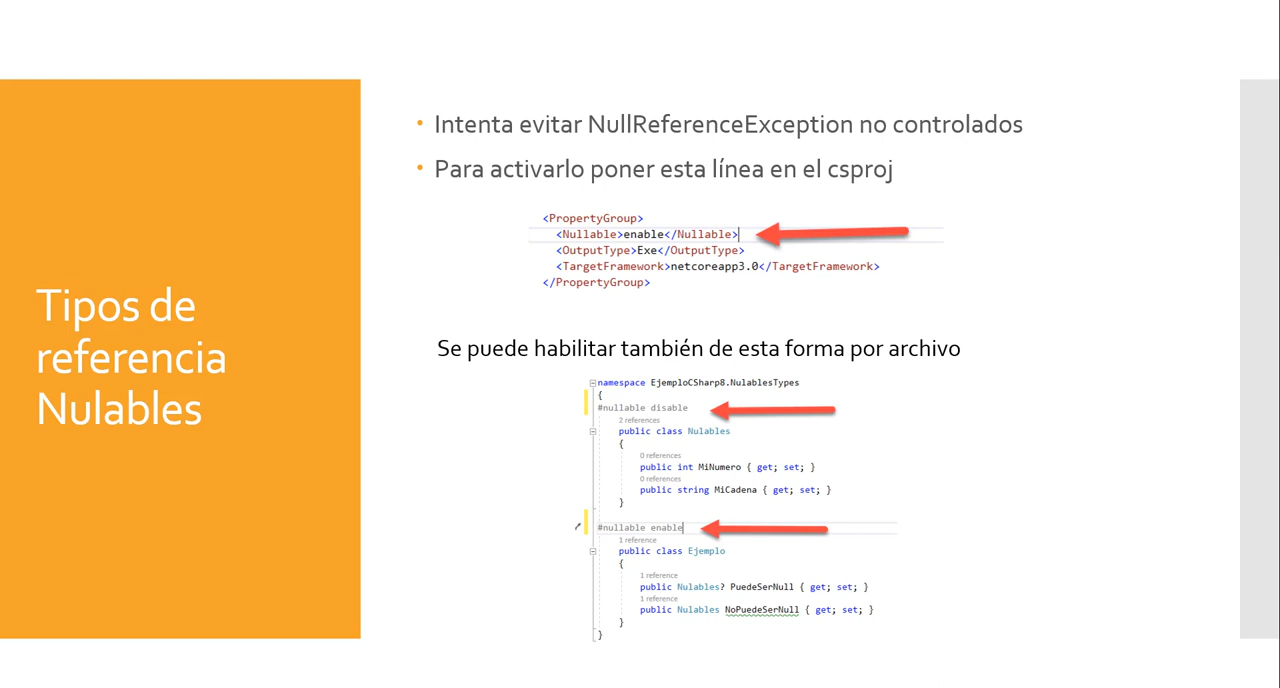 Tipos de
referencia
Nulables
• Intenta evitar NullReferenceException no controlados
• Para activarlo poner esta línea en el csproj
<PropertyGroup>
<Nullable>enable</Nullable>
<OutputType>Exe</OutputType>
<TargetFramework>netcoreapp3.0</TargetFramework>
</PropertyGroup>
Se puede habilitar también de esta forma por archivo
namespace EjemploCSharp8.NulablesTypes
{
#nullable disable
2 references
public class Nulables
{
0 references
public int MiNumero { get; set; }
0 references
public string MiCadena { get; set; }
}
#nullable enable
1 reference
public class Ejemplo
{
1 reference
public Nulables? PuedeSerNull { get; set; }
1 reference
public Nulables NoPuedeSerNull { get; set; }
}
}